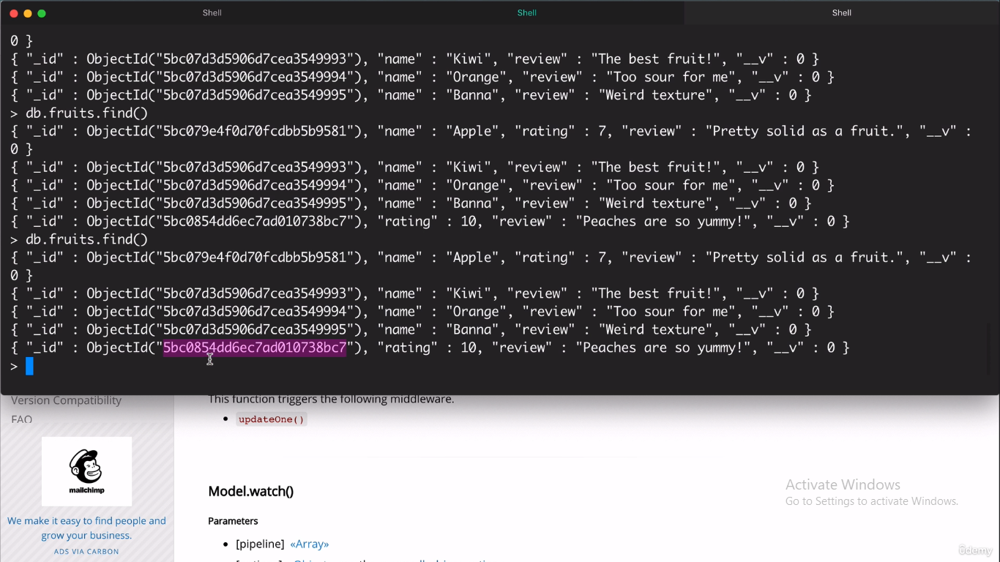 Shell
Shell
Shell
0 }
{ "_id" : ObjectId("5bc07d3d5906d7cea3549993"), "name" : "Kiwi", "review" : "The best fruit!", "__v" : 0 }
{ "_id" : ObjectId("5bc07d3d5906d7cea3549994"), "name" : "Orange", "review" : "Too sour for me", "__v" : 0 }
{ "_id" : ObjectId("5bc07d3d5906d7cea3549995"), "name" : "Banna", "review" : "Weird texture", "__v" : 0 }
> db.fruits.find()
{ "_id" : ObjectId("5bc079e4f0d70fcdbb5b9581"), "name" : "Apple", "rating" : 7, "review" : "Pretty solid as a fruit.", "__v" :
0 }
{ "_id" : ObjectId("5bc07d3d5906d7cea3549993"), "name" : "Kiwi", "review" : "The best fruit!", "__v" : 0 }
{ "_id" : ObjectId("5bc07d3d5906d7cea3549994"), "name" : "Orange", "review" : "Too sour for me", "__v" : 0 }
{ "_id" : ObjectId("5bc07d3d5906d7cea3549995"), "name" : "Banna", "review" : "Weird texture", "__v" : 0 }
{ "_id" : ObjectId("5bc0854dd6ec7ad010738bc7"), "rating" : 10, "review" : "Peaches are so yummy!", "__v" : 0 }
> db.fruits.find()
{ "_id" : ObjectId("5bc079e4f0d70fcdbb5b9581"), "name" : "Apple", "rating" : 7, "review" : "Pretty solid as a fruit.", "__v" :
0 }
{ "_id" : ObjectId("5bc07d3d5906d7cea3549993"), "name" : "Kiwi", "review" : "The best fruit!", "__v" : 0 }
{ "_id" : ObjectId("5bc07d3d5906d7cea3549994"), "name" : "Orange", "review" : "Too sour for me", "__v" : 0 }
{ "_id" : ObjectId("5bc07d3d5906d7cea3549995"), "name" : "Banna", "review" : "Weird texture", "__v" : 0 }
{ "_id" : ObjectId("5bc0854dd6ec7ad010738bc7"), "rating" : 10, "review" : "Peaches are so yummy!", "__v" : 0 }
>
Version Compatibility
FAQ
mailchimp
We make it easy to find people and
grow your business.
ADS VIA CARBON
This function triggers the following middleware.
• updateOne()
Model.watch()
Parameters
• [pipeline] «Array»
Activate Windows
Go to Settings to activate Windows.
ûdemy